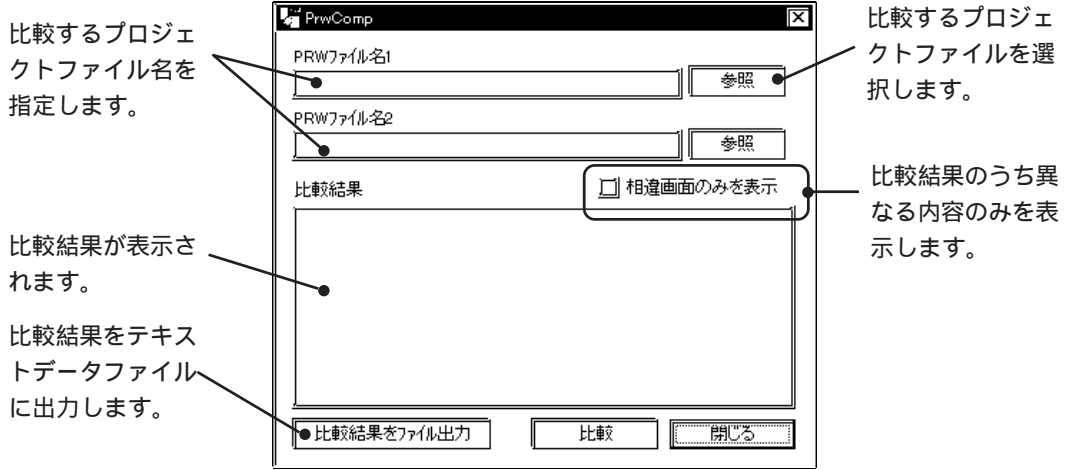 比較するプロジェ
クトファイル名を
指定します。
比較結果が表示さ
れます。
比較結果をテキス
トデータファイル
に出力します。
PrwComp
PRWファイル名1
参照
PRWファイル名2
参照
比較結果
相違画面のみを表示
比較結果をファイル出力
比較
閉じる
比較するプロジェ
クトファイルを選
択します。
比較結果のうち異
なる内容のみを表
示します。